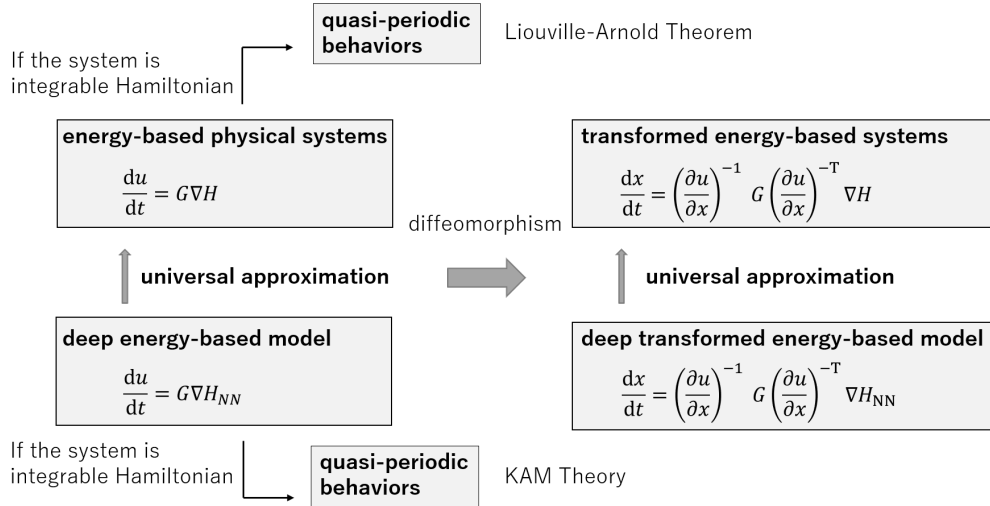 quasi-periodic
behaviors
Liouville-Arnold Theorem
If the system is
integrable Hamiltonian
energy-based physical systems
du/dt = G∇H
transformed energy-based systems
dx/dt = (∂u/∂x)^−1 G (∂u/∂x)^−T ∇H
diffeomorphism
universal approximation
universal approximation
deep energy-based model
du/dt = G∇H_NN
deep transformed energy-based model
dx/dt = (∂u/∂x)^−1 G (∂u/∂x)^−T ∇H_NN
If the system is
integrable Hamiltonian
quasi-periodic
behaviors
KAM Theory